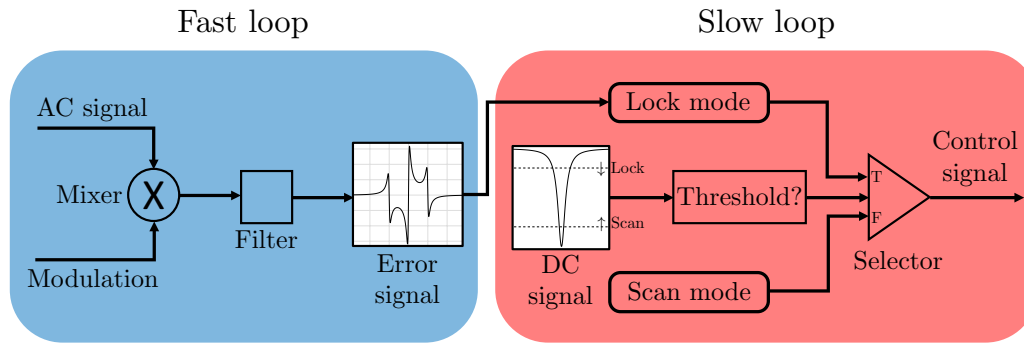 Fast loop
Slow loop
AC signal
Mixer
X
Modulation
Filter
Error
signal
Lock mode
↓ Lock
↑ Scan
DC
signal
Threshold?
Scan mode
T
F
Selector
Control
signal